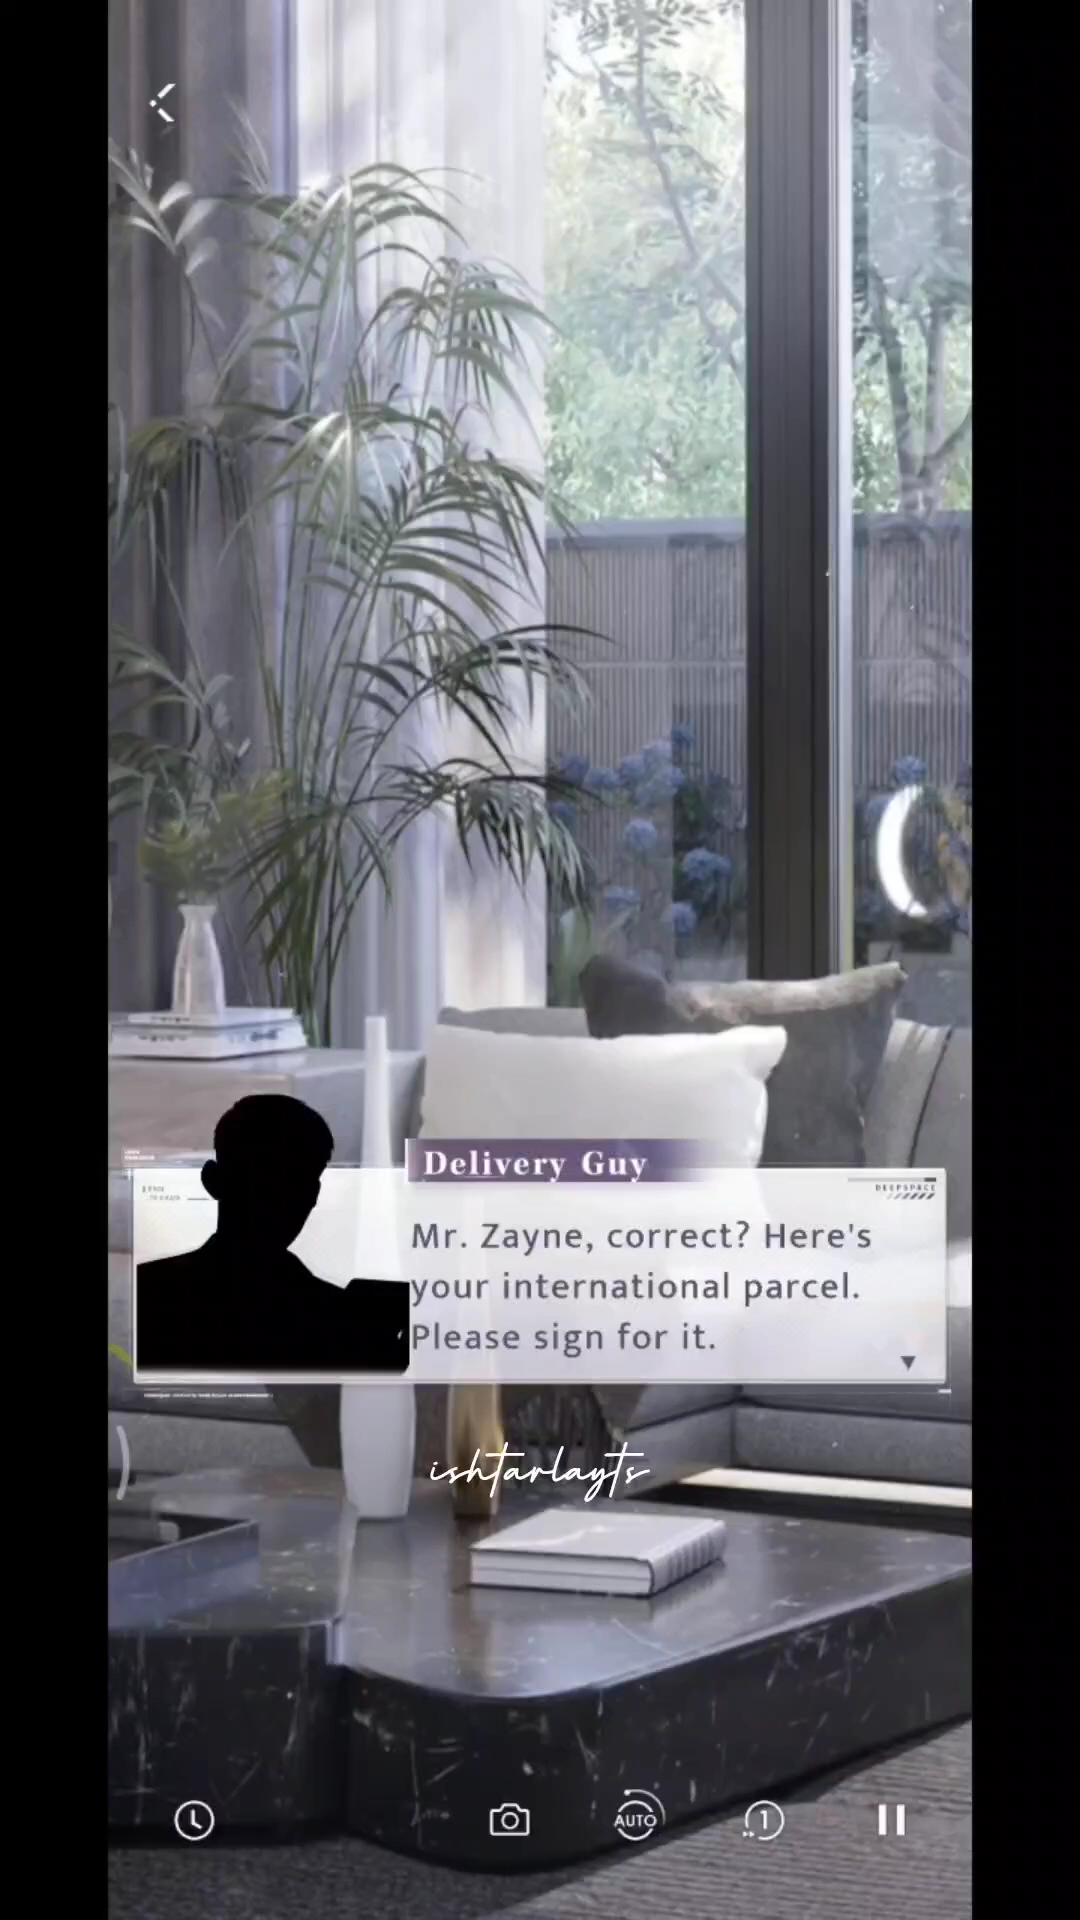 Delivery Guy
DEEPSPACE
Mr. Zayne, correct? Here's
your international parcel.
Please sign for it.
ishtarlayts
AUTO
1